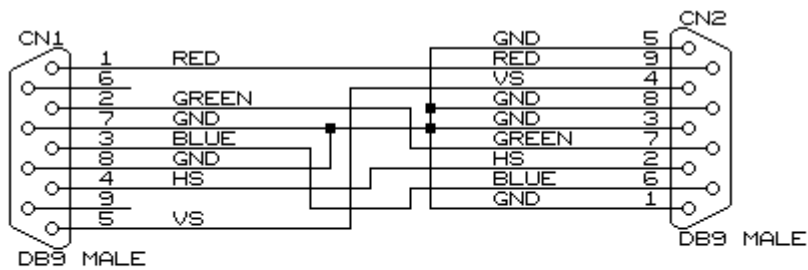 CN1
1 RED
6
2 GREEN
7 GND
3 BLUE
8 GND
4 HS
9
5 VS
DB9 MALE
CN2
GND 5
RED 9
VS 4
GND 8
GND 3
GREEN 7
HS 2
BLUE 6
GND 1
DB9 MALE